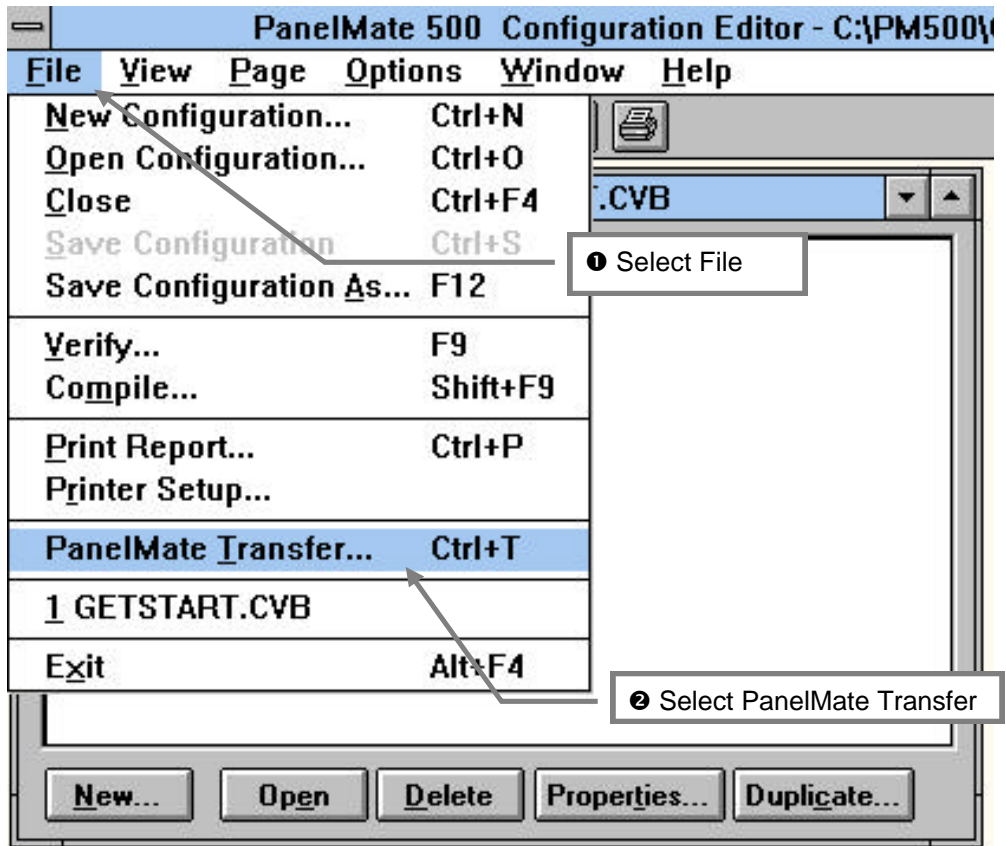 PanelMate 500 Configuration Editor - C:\PM500\
File View Page Options Window Help
New Configuration... Ctrl+N
Open Configuration... Ctrl+O
Close Ctrl+F4
.CVB
Save Configuration Ctrl+S
❶ Select File
Save Configuration As... F12
Verify... F9
Compile... Shift+F9
Print Report... Ctrl+P
Printer Setup...
PanelMate Transfer... Ctrl+T
1 GETSTART.CVB
Exit Alt+F4
❷ Select PanelMate Transfer
New... Open Delete Properties... Duplicate...